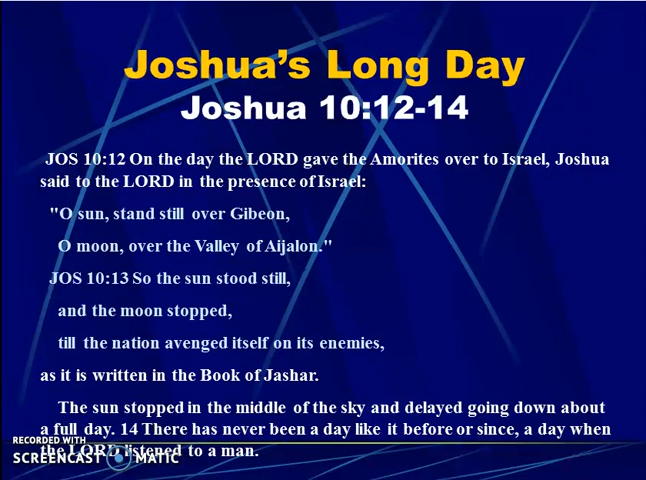 Joshua's Long Day
Joshua 10:12-14
JOS 10:12 On the day the LORD gave the Amorites over to Israel, Joshua
said to the LORD in the presence of Israel:
"O sun, stand still over Gibeon,
O moon, over the Valley of Aijalon."
JOS 10:13 So the sun stood still,
and the moon stopped,
till the nation avenged itself on its enemies,
as it is written in the Book of Jashar.
The sun stopped in the middle of the sky and delayed going down about
a full day. 14 There has never been a day like it before or since, a day when
the LORD listened to a man.
RECORDED WITH
SCREENCAST MATIC